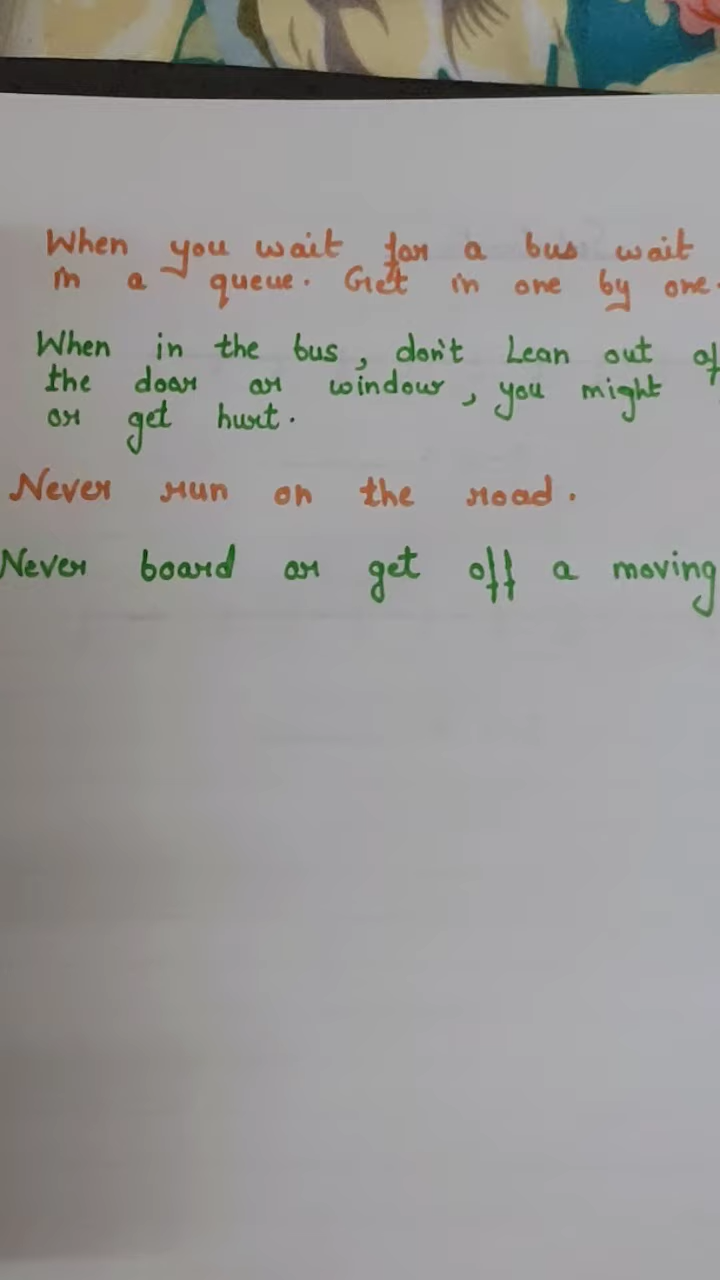 When you wait for a bus wait
in a queue. Get in one by one.
When in the bus, don't Lean out of
the door or window, you might
or get hurt.
Never run on the road.
Never board or get off a moving